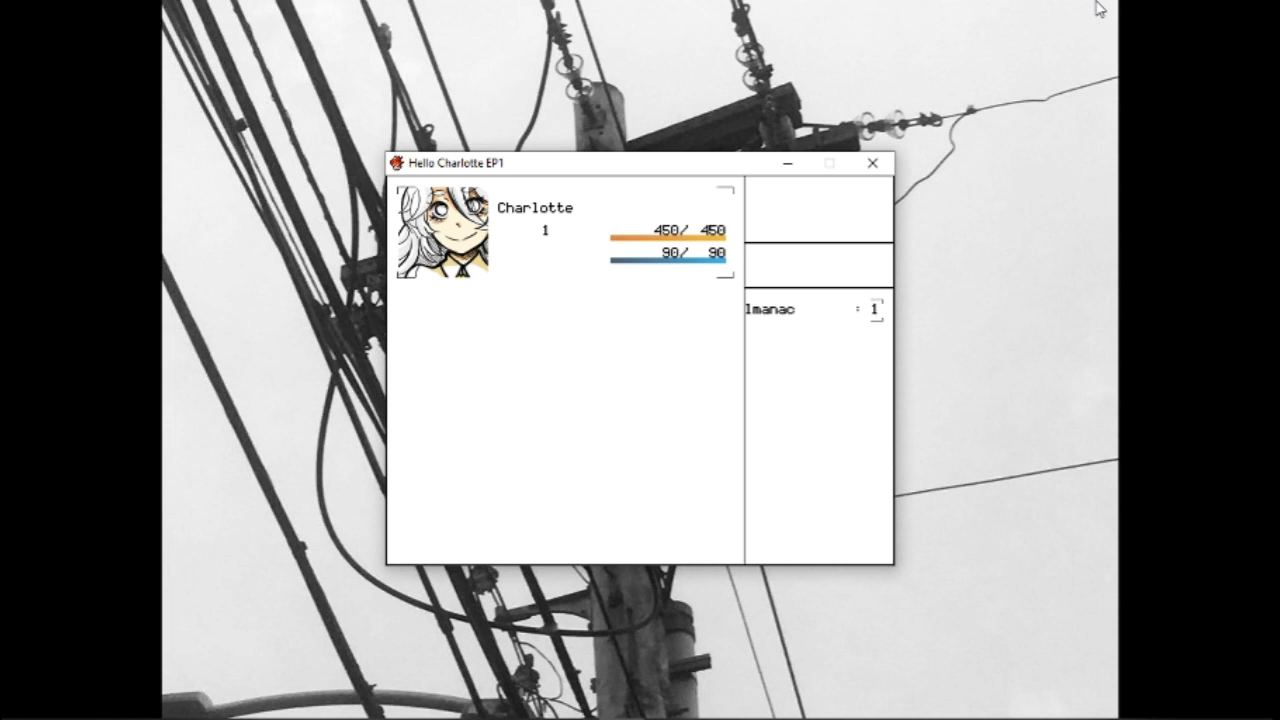 Hello Charlotte EP1
Charlotte
1
450/ 450
90/ 90
lmanac : 1